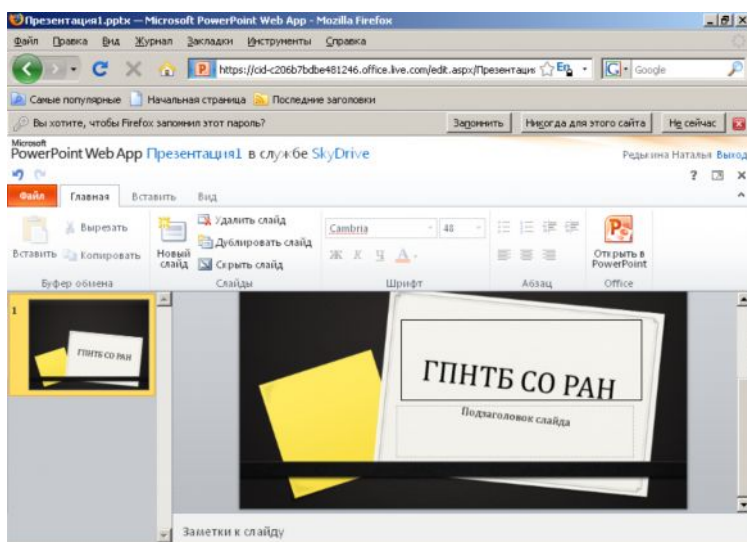 Презентация1.pptx — Microsoft PowerPoint Web App - Mozilla Firefox
Файл Правка Вид Журнал Закладки Инструменты Справка
https://cid-c206b7bdbe481246.office.live.com/edit.aspx/Презентаци Google
Самые популярные Начальная страница Последние заголовки
Вы хотите, чтобы Firefox запомнил этот пароль? Запомнить Никогда для этого сайта Не сейчас
Microsoft
PowerPoint Web App Презентация1 в службе SkyDrive Редькина Наталья Выход
Файл Главная Вставить Вид
Вставить Вырезать Копировать
Буфер обмена
Новый слайд Удалить слайд Дублировать слайд Скрыть слайд
Слайды
Cambria 48
Ж К Ч А
Шрифт
Абзац
Открыть в PowerPoint
Office
1
ГПНТБ СО РАН
ГПНТБ СО РАН
Подзаголовок слайда
Заметки к слайду